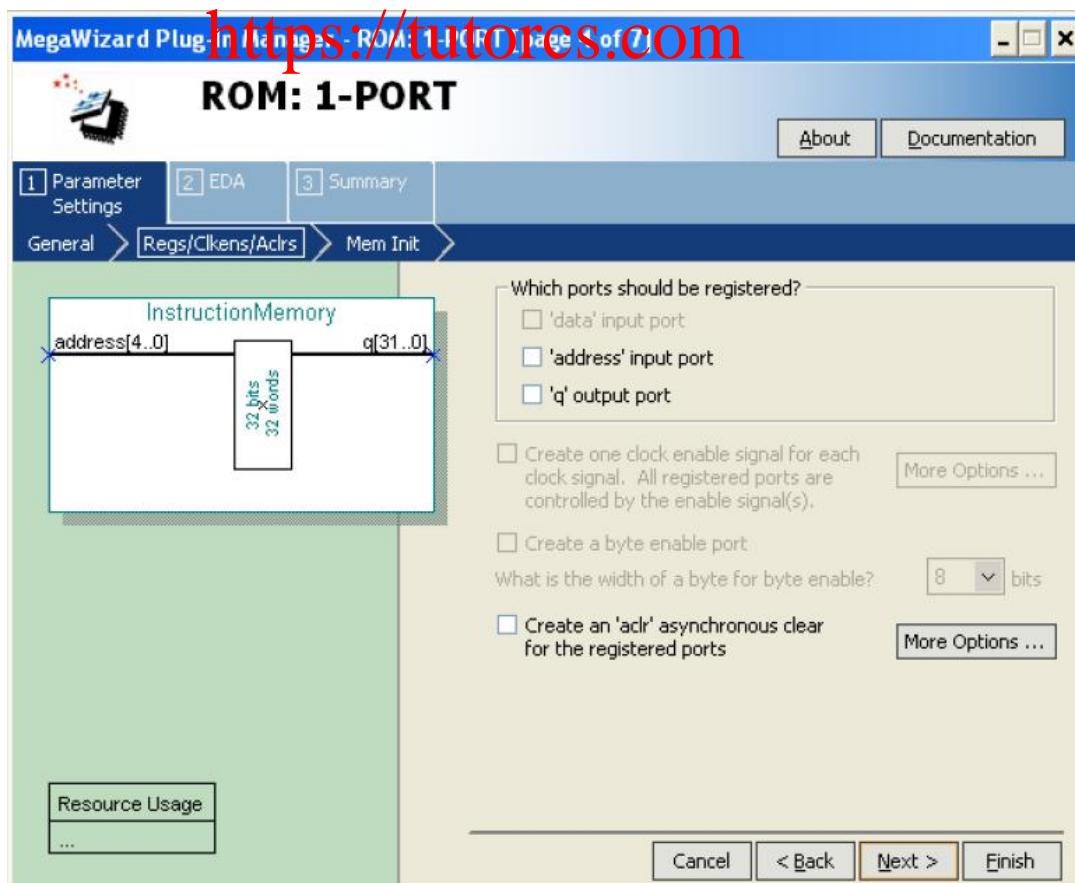 MegaWizard Plug-In Manager - ROM: 1-PORT [page 4 of 7]
https://tutorcs.com
ROM: 1-PORT
About
Documentation
1 Parameter Settings
2 EDA
3 Summary
General
Regs/Clkens/Aclrs
Mem Init
InstructionMemory
address[4..0]
q[31..0]
32 bits
32 words
Which ports should be registered?
'data' input port
'address' input port
'q' output port
Create one clock enable signal for each
clock signal. All registered ports are
controlled by the enable signal(s).
More Options ...
Create a byte enable port
What is the width of a byte for byte enable?
8
bits
Create an 'aclr' asynchronous clear
for the registered ports
More Options ...
Resource Usage
...
Cancel
< Back
Next >
Finish